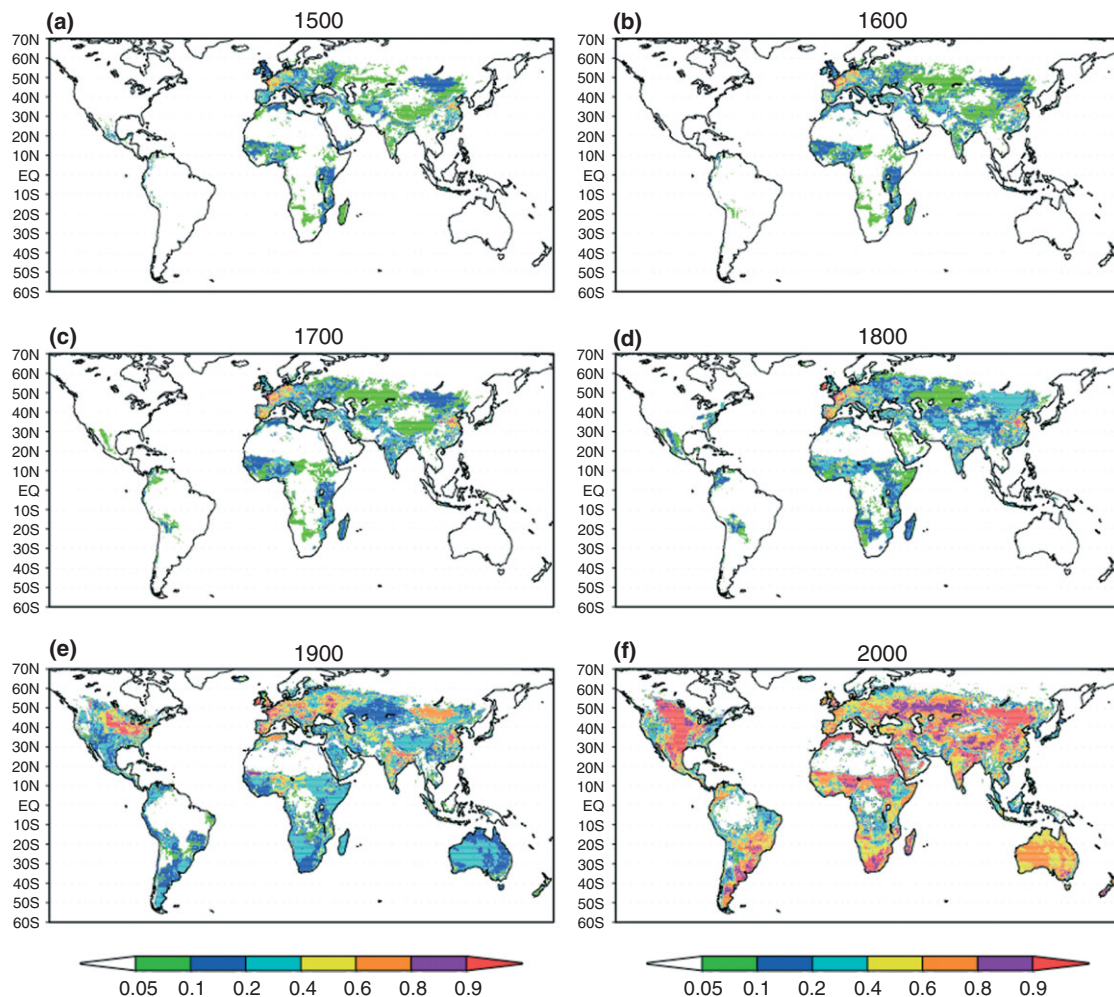 (a) 1500
70N
60N
50N
40N
30N
20N
10N
EQ
10S
20S
30S
40S
50S
60S
(b) 1600
70N
60N
50N
40N
30N
20N
10N
EQ
10S
20S
30S
40S
50S
60S
(c) 1700
70N
60N
50N
40N
30N
20N
10N
EQ
10S
20S
30S
40S
50S
60S
(d) 1800
70N
60N
50N
40N
30N
20N
10N
EQ
10S
20S
30S
40S
50S
60S
(e) 1900
70N
60N
50N
40N
30N
20N
10N
EQ
10S
20S
30S
40S
50S
60S
(f) 2000
70N
60N
50N
40N
30N
20N
10N
EQ
10S
20S
30S
40S
50S
60S
0.05 0.1 0.2 0.4 0.6 0.8 0.9
0.05 0.1 0.2 0.4 0.6 0.8 0.9